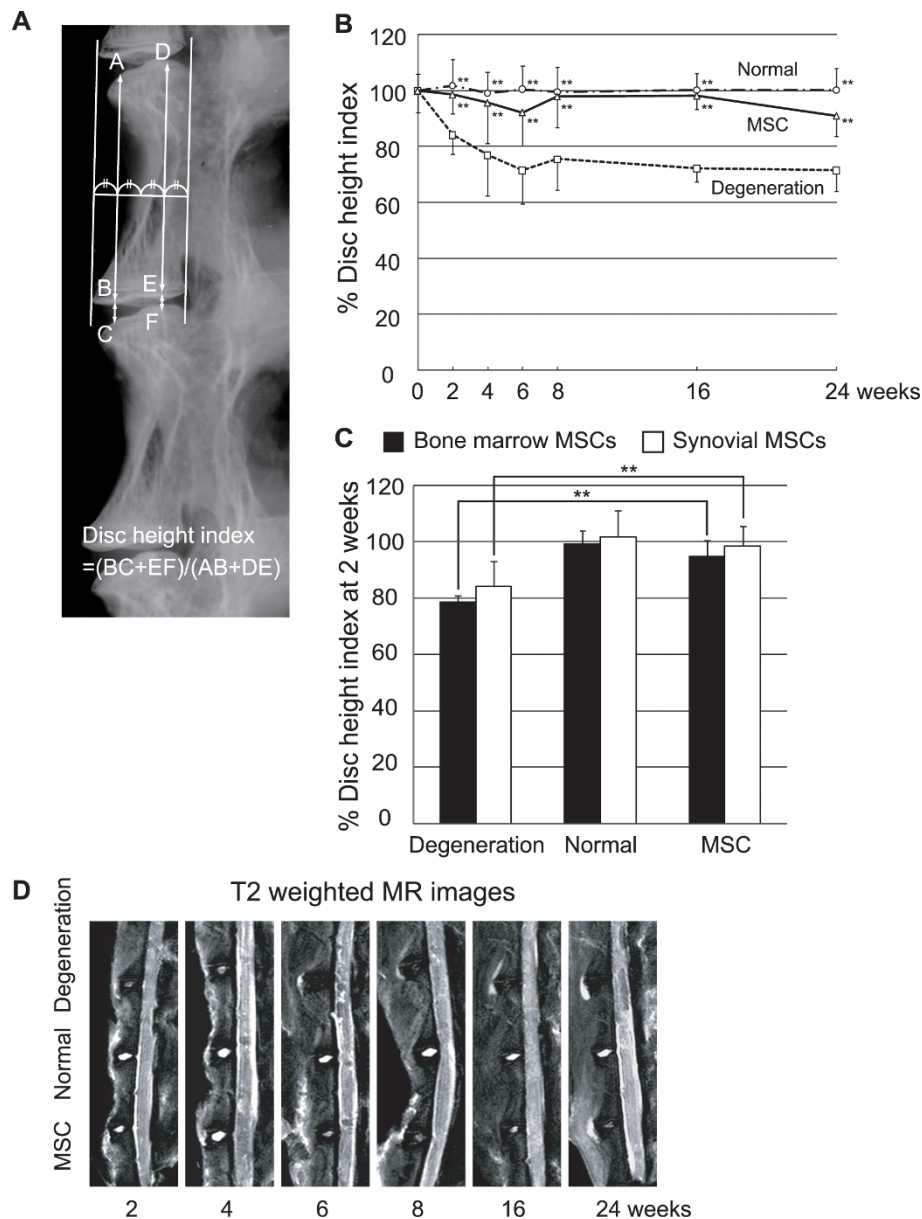 A
A
D
B
E
C
F
Disc height index
=(BC+EF)/(AB+DE)
B
% Disc height index
120
100
80
60
40
20
0
Normal
**
**
**
**
**
**
**
**
**
**
**
**
MSC
Degeneration
0 2 4 6 8 16 24 weeks
C
Bone marrow MSCs Synovial MSCs
% Disc height index at 2 weeks
120
100
80
60
40
20
0
**
**
Degeneration Normal MSC
D
T2 weighted MR images
Degeneration
Normal
MSC
2 4 6 8 16 24 weeks